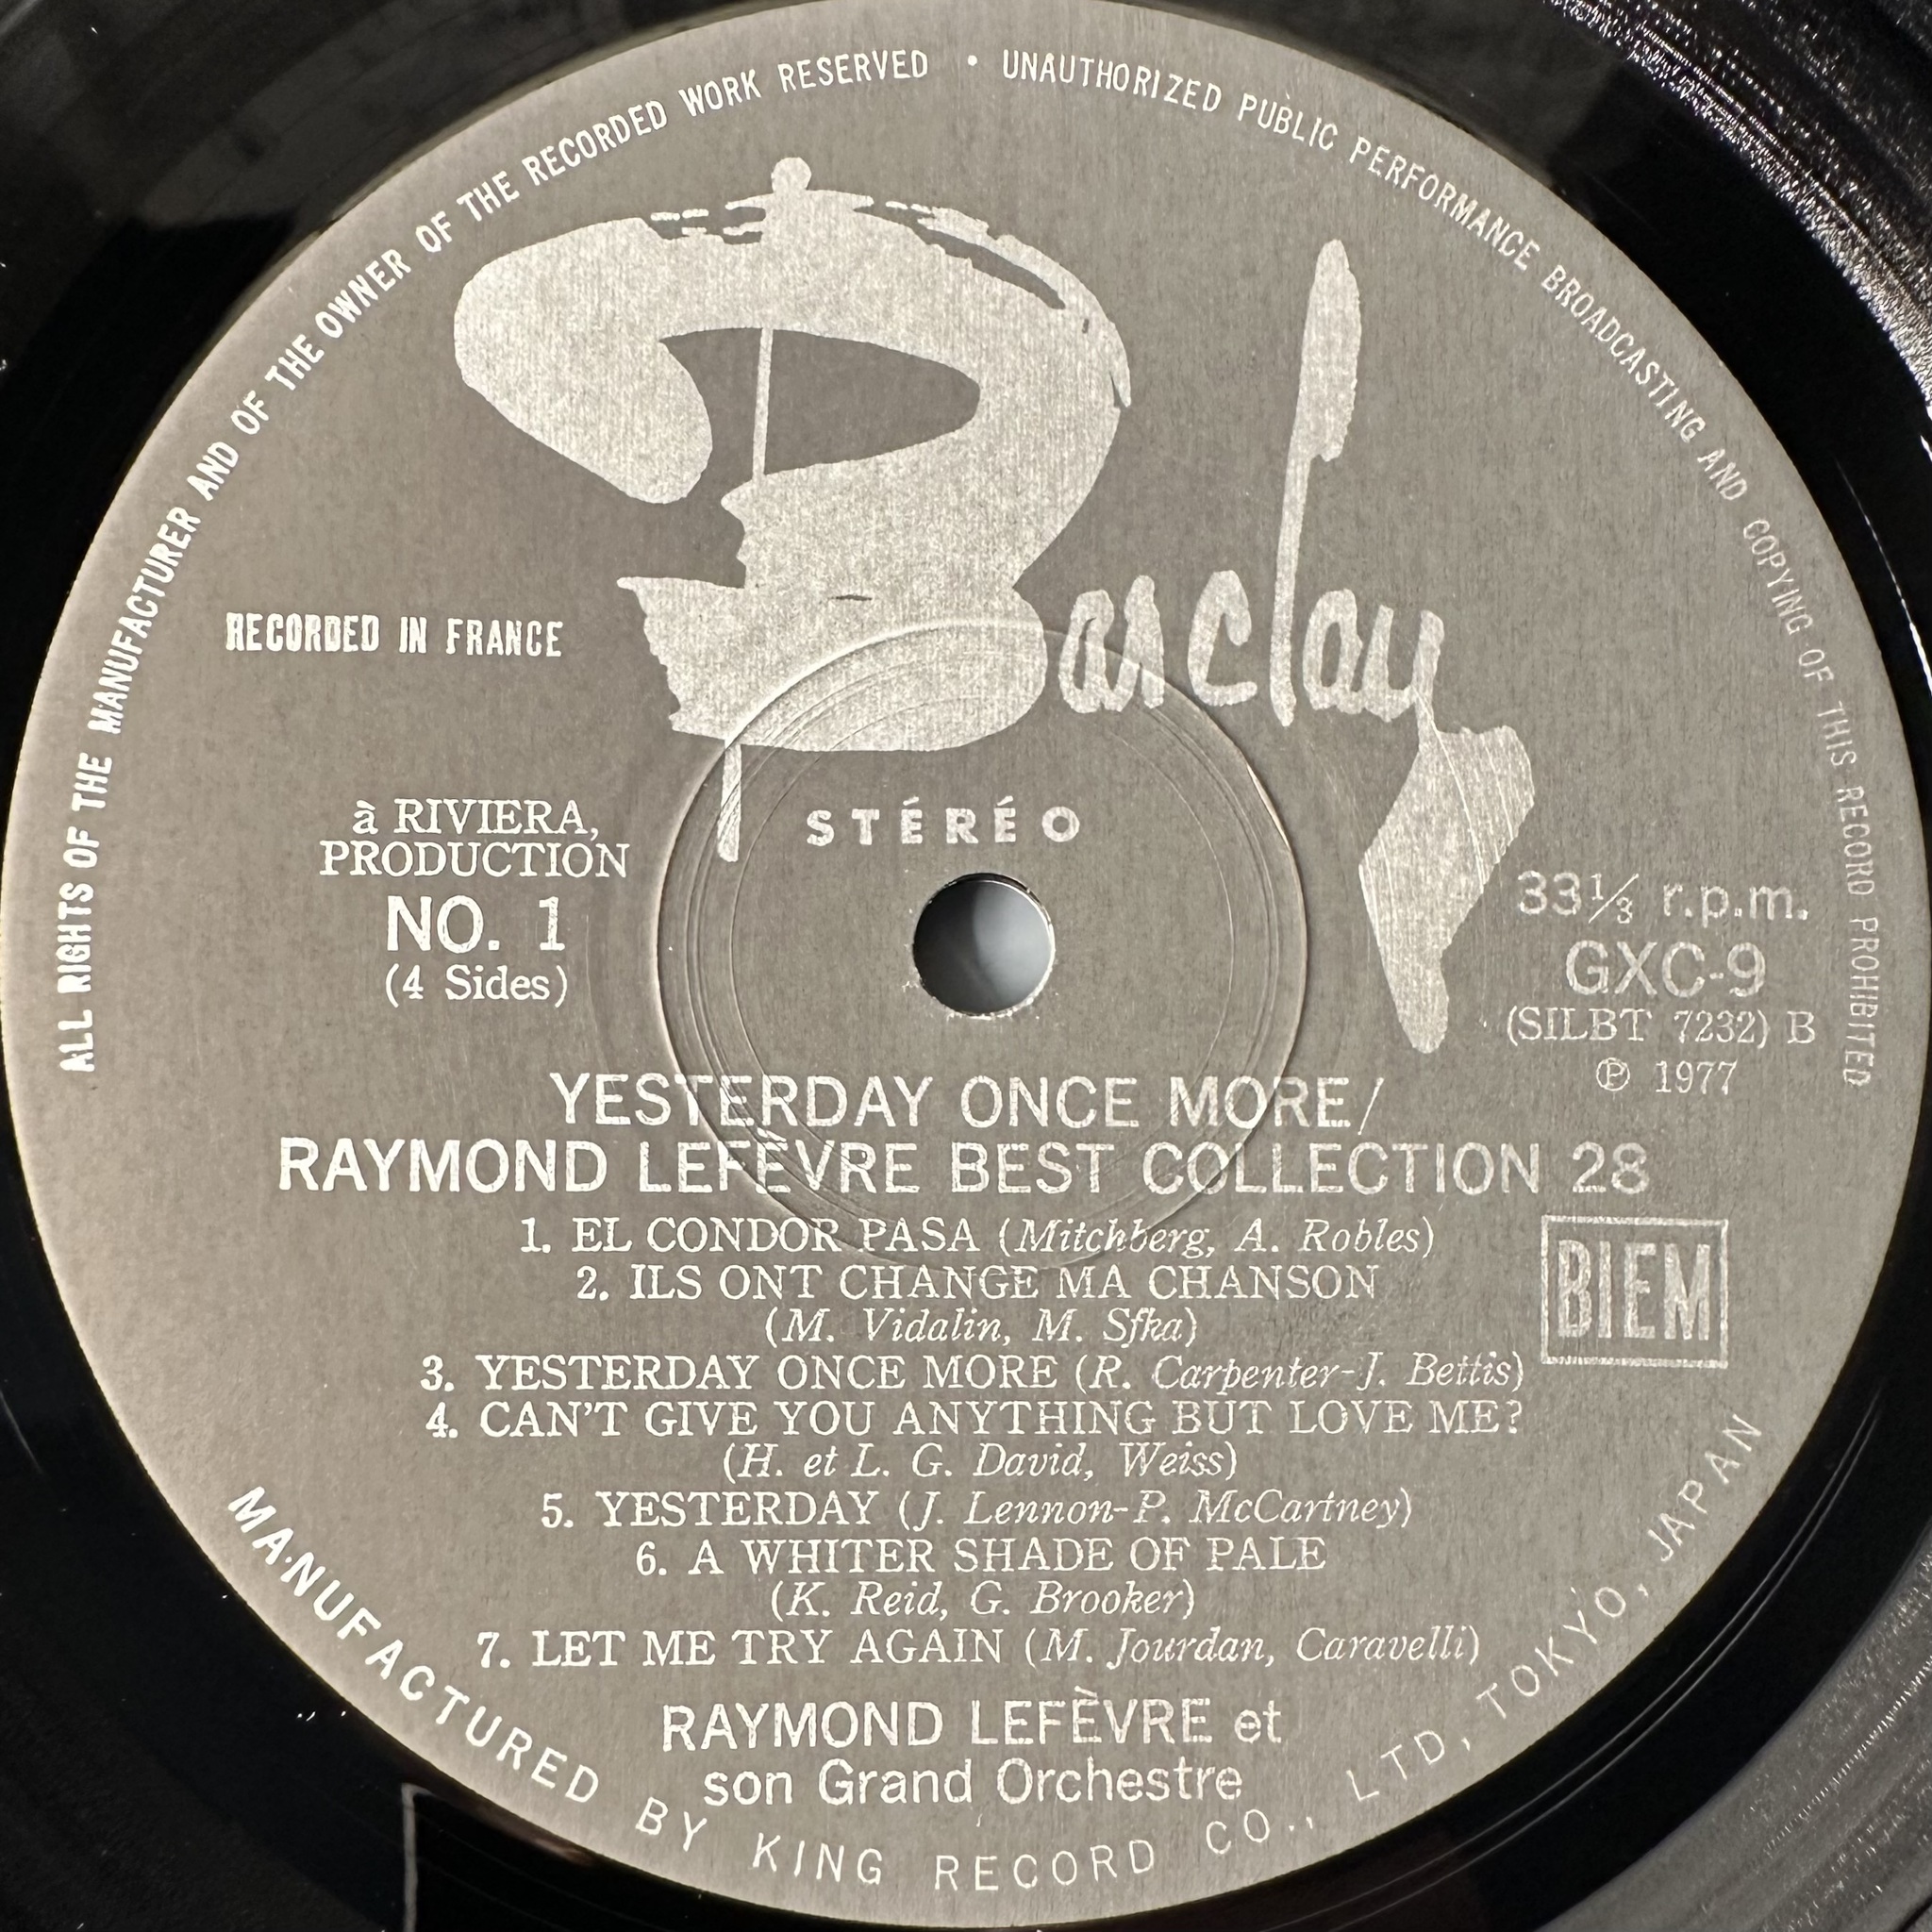 ALL RIGHTS OF THE MANUFACTURER AND OF THE OWNER OF THE RECORDED WORK RESERVED • UNAUTHORIZED PUBLIC PERFORMANCE BROADCASTING AND COPYING OF THIS RECORD PROHIBITED
Barclay
RECORDED IN FRANCE
STÉRÉO
à RIVIERA,
PRODUCTION
NO. 1
(4 Sides)
33⅓ r.p.m.
GXC-9
(SILBT 7232) B
℗ 1977
YESTERDAY ONCE MORE/
RAYMOND LEFÈVRE BEST COLLECTION 28
1. EL CONDOR PASA (Mitchberg, A. Robles)
2. ILS ONT CHANGE MA CHANSON
(M. Vidalin, M. Sfka)
3. YESTERDAY ONCE MORE (R. Carpenter-J. Bettis)
4. CAN'T GIVE YOU ANYTHING BUT LOVE ME?
(H. et L. G. David, Weiss)
5. YESTERDAY (J. Lennon-P. McCartney)
6. A WHITER SHADE OF PALE
(K. Reid, G. Brooker)
7. LET ME TRY AGAIN (M. Jourdan, Caravelli)
BIEM
RAYMOND LEFÈVRE et
son Grand Orchestre
MANUFACTURED BY KING RECORD CO., LTD, TOKYO, JAPAN